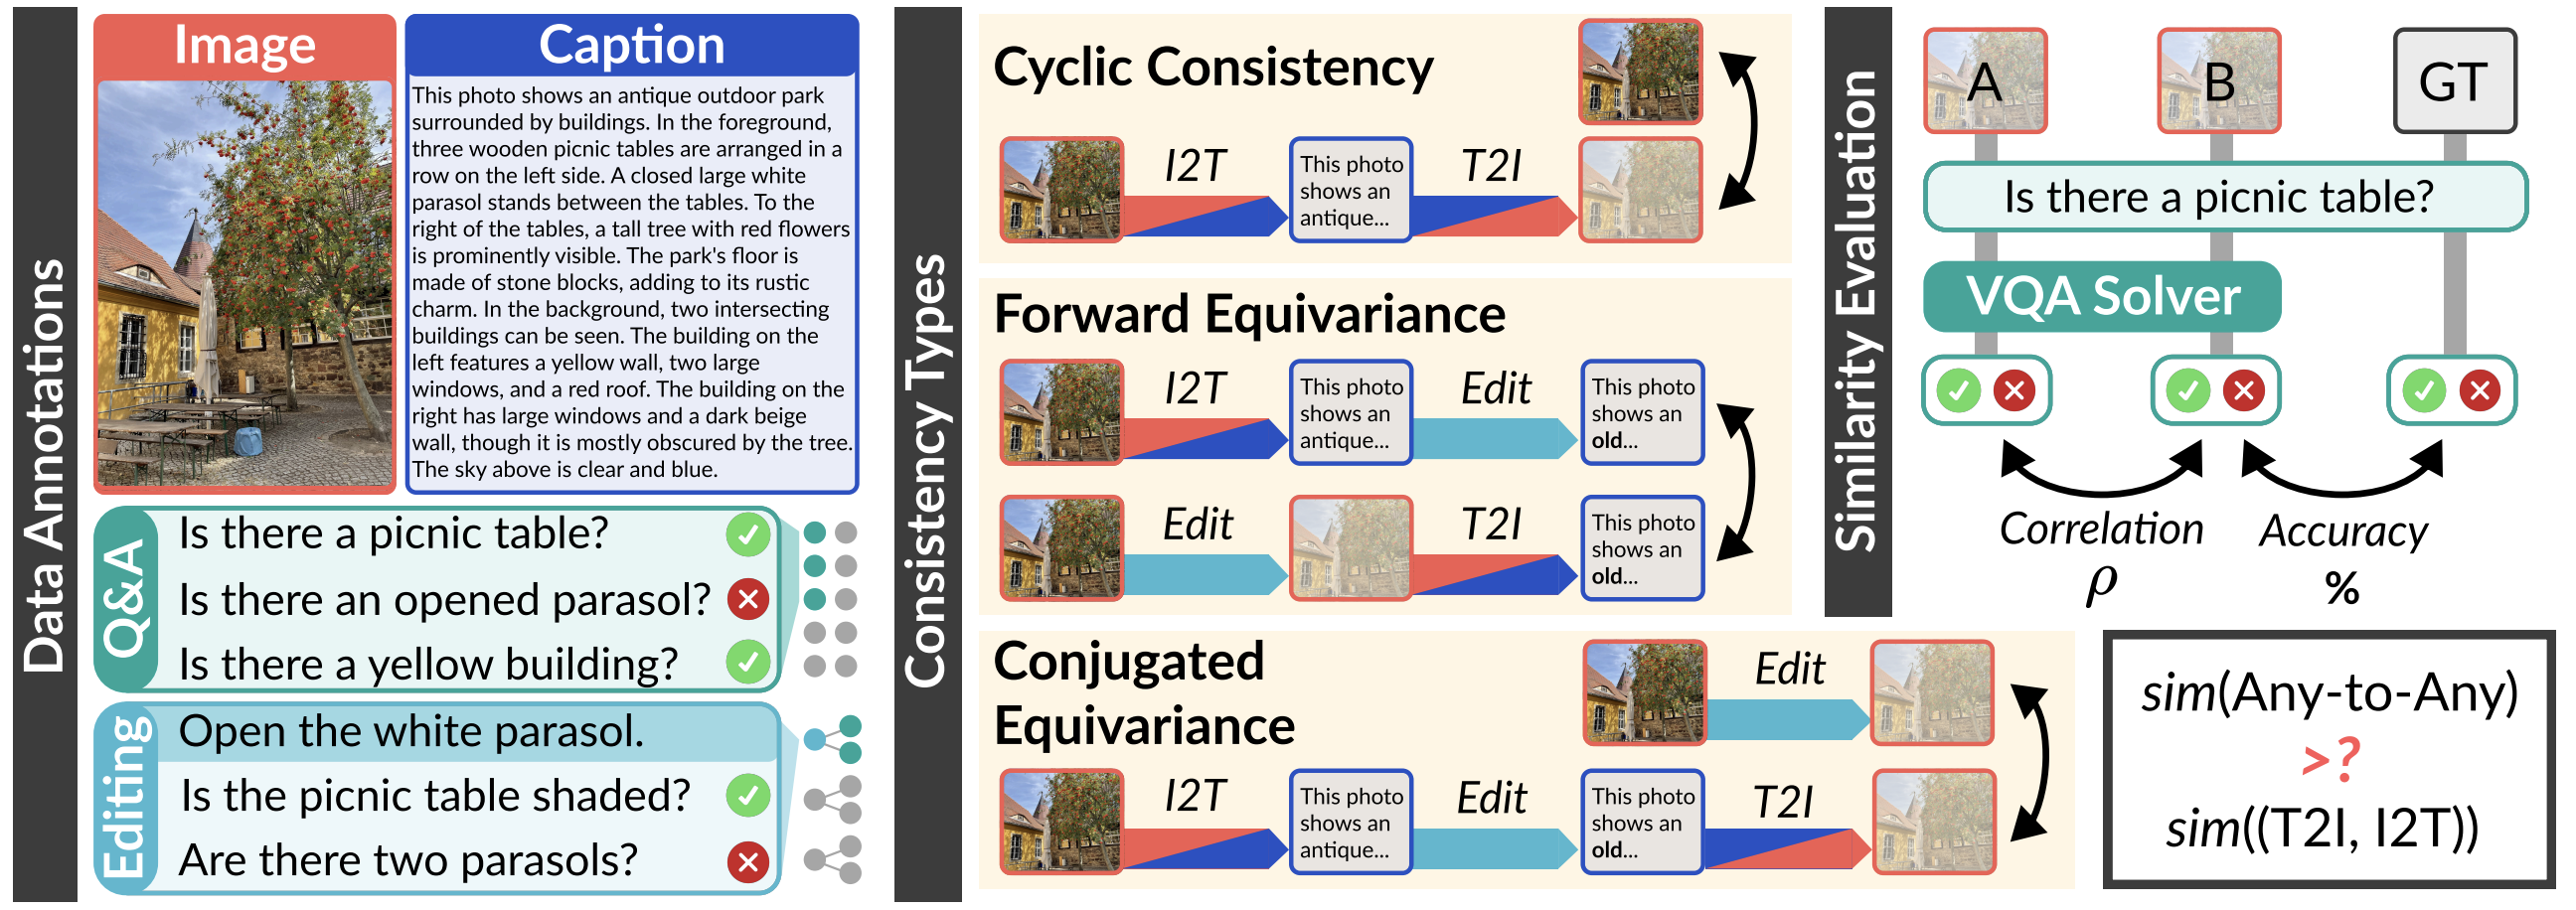 Data Annotations
Image
Caption
This photo shows an antique outdoor park
surrounded by buildings. In the foreground,
three wooden picnic tables are arranged in a
row on the left side. A closed large white
parasol stands between the tables. To the
right of the tables, a tall tree with red flowers
is prominently visible. The park's floor is
made of stone blocks, adding to its rustic
charm. In the background, two intersecting
buildings can be seen. The building on the
left features a yellow wall, two large
windows, and a red roof. The building on the
right has large windows and a dark beige
wall, though it is mostly obscured by the tree.
The sky above is clear and blue.
Q&A
Is there a picnic table?
Is there an opened parasol?
Is there a yellow building?
Editing
Open the white parasol.
Is the picnic table shaded?
Are there two parasols?
Consistency Types
Cyclic Consistency
I2T
This photo
shows an
antique...
T2I
Forward Equivariance
I2T
This photo
shows an
antique...
Edit
This photo
shows an
old...
Edit
T2I
This photo
shows an
old...
Conjugated
Equivariance
Edit
I2T
This photo
shows an
antique...
Edit
This photo
shows an
old...
T2I
Similarity Evaluation
A
B
GT
Is there a picnic table?
VQA Solver
Correlation
ρ
Accuracy
%
sim(Any-to-Any)
>?
sim((T2I, I2T))